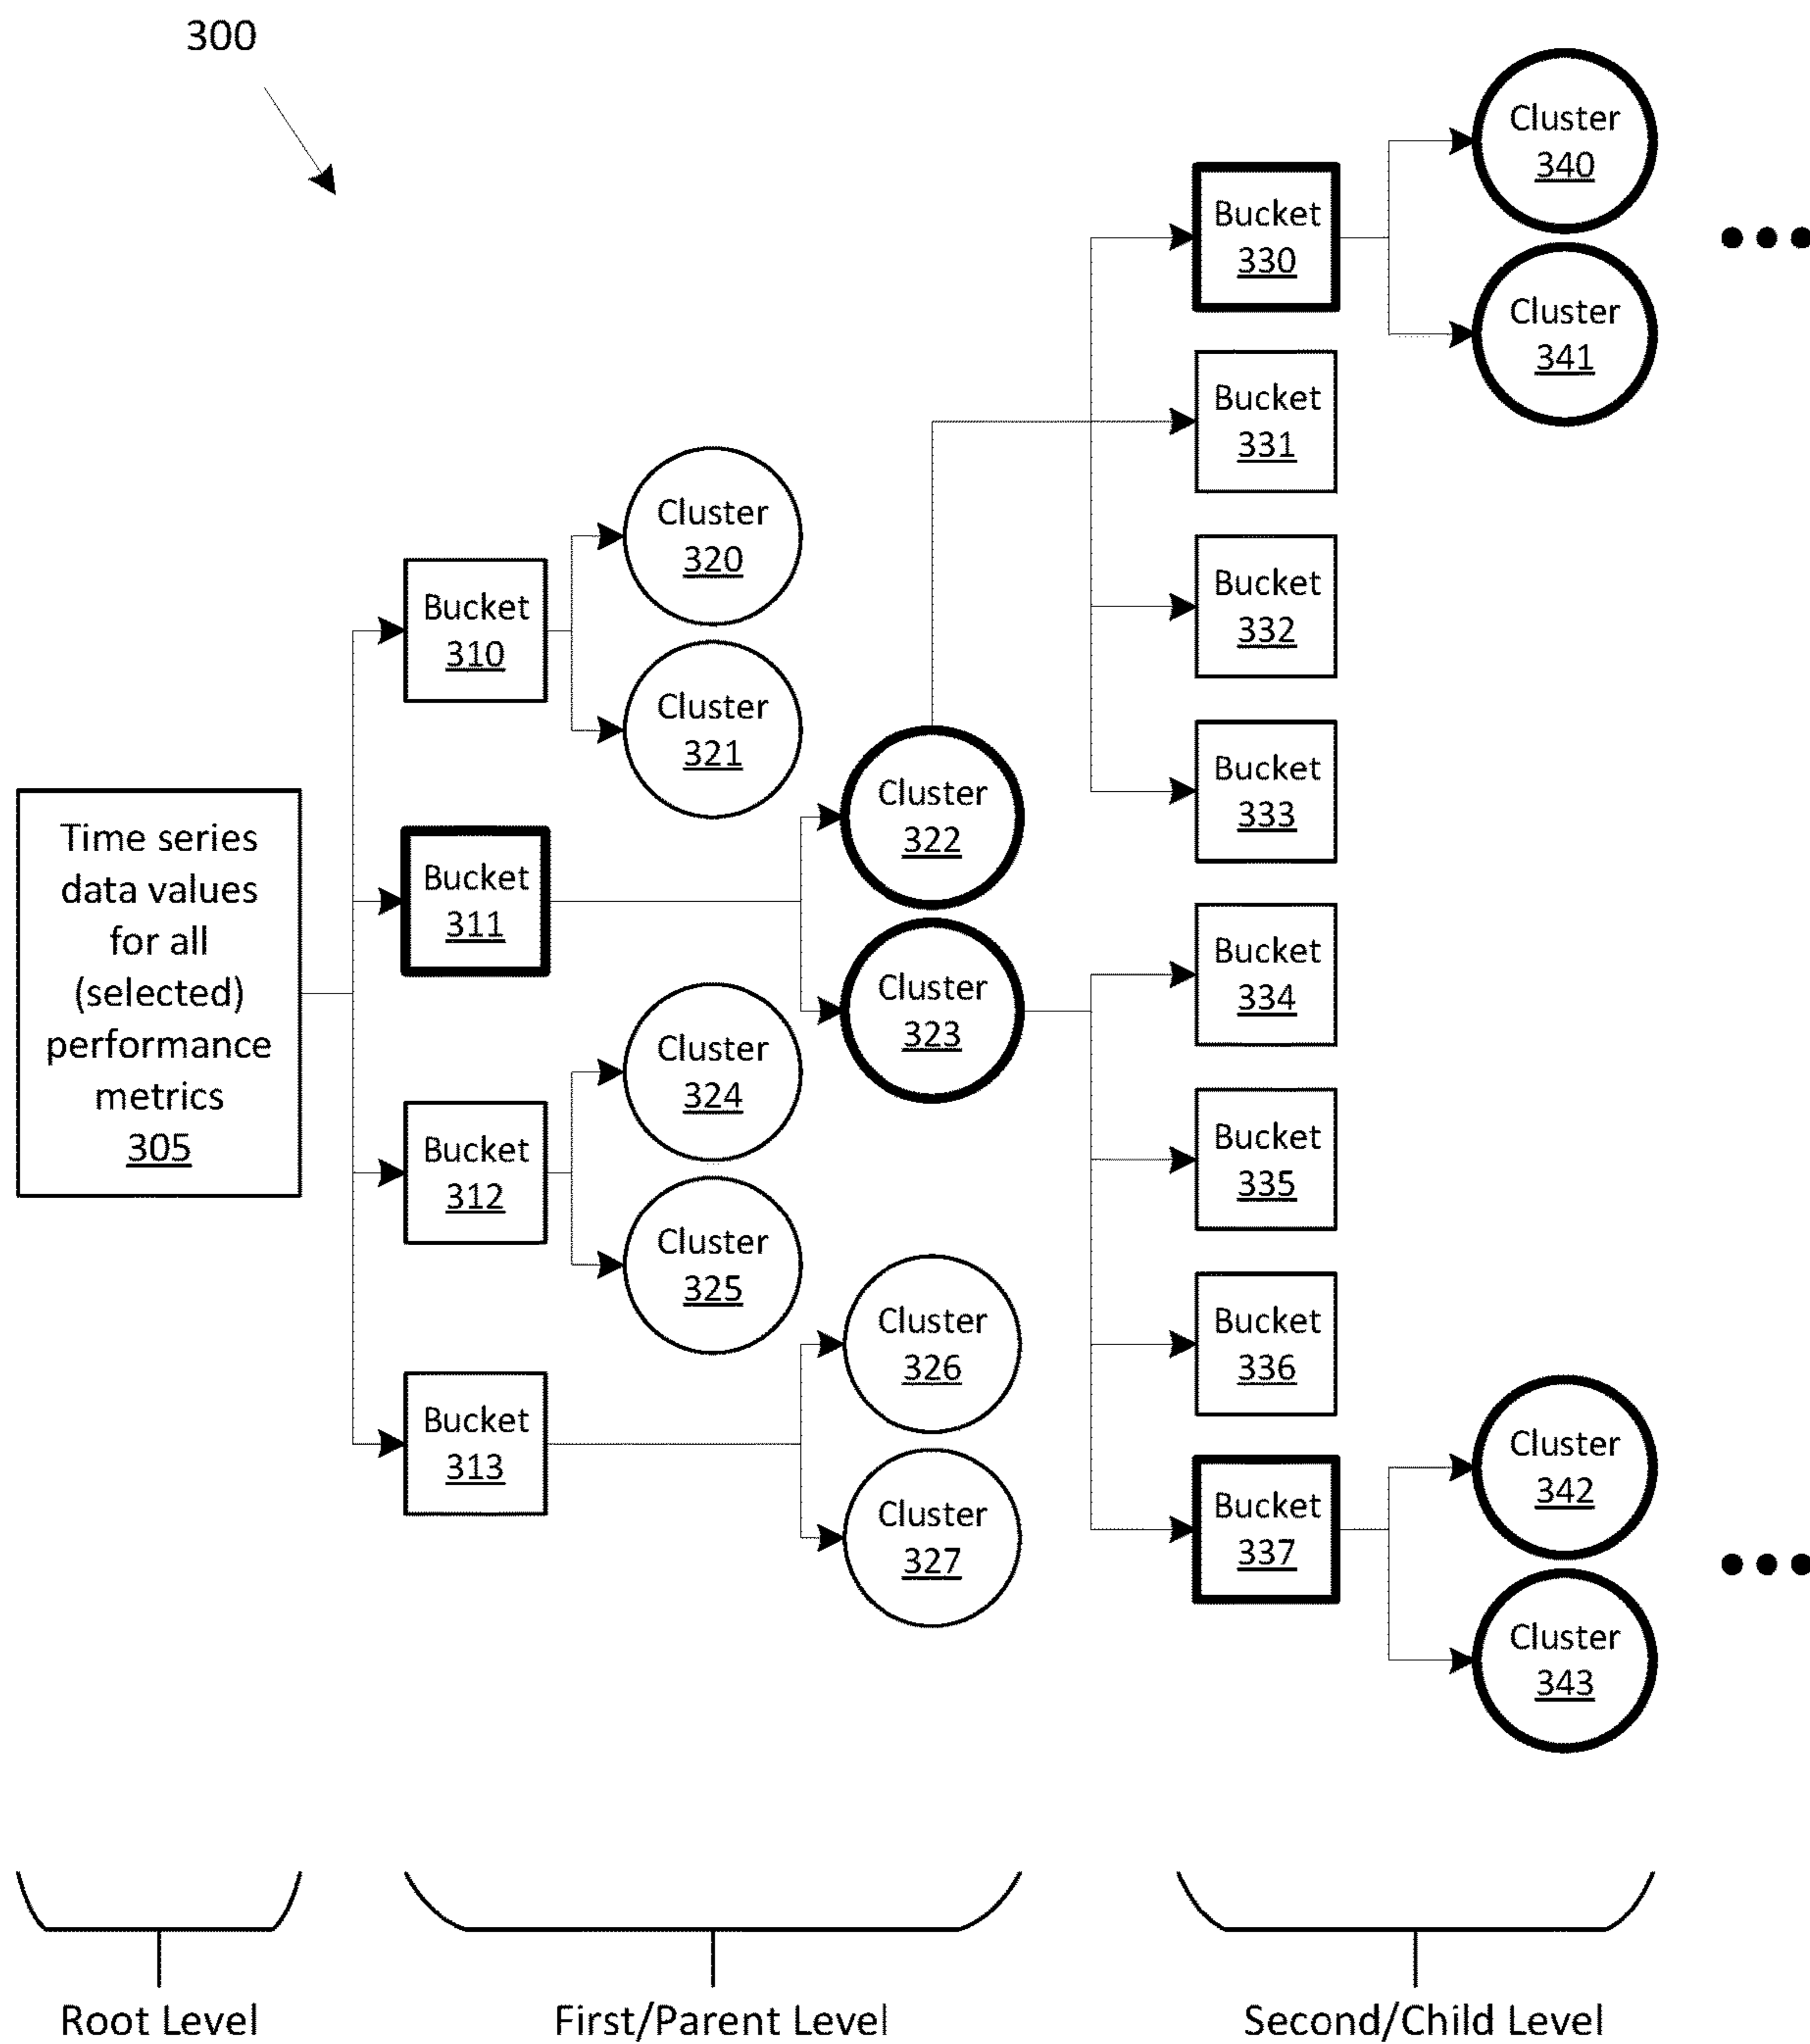 300
Cluster
340
Bucket
330
Cluster
341
Bucket
331
Cluster
320
Bucket
332
Bucket
310
Cluster
321
Bucket
333
Cluster
322
Time series
data values
for all
(selected)
performance
metrics
305
Bucket
311
Bucket
334
Cluster
323
Cluster
324
Bucket
312
Bucket
335
Cluster
325
Cluster
326
Bucket
336
Bucket
313
Cluster
342
Cluster
327
Bucket
337
Cluster
343
Root Level
First/Parent Level
Second/Child Level